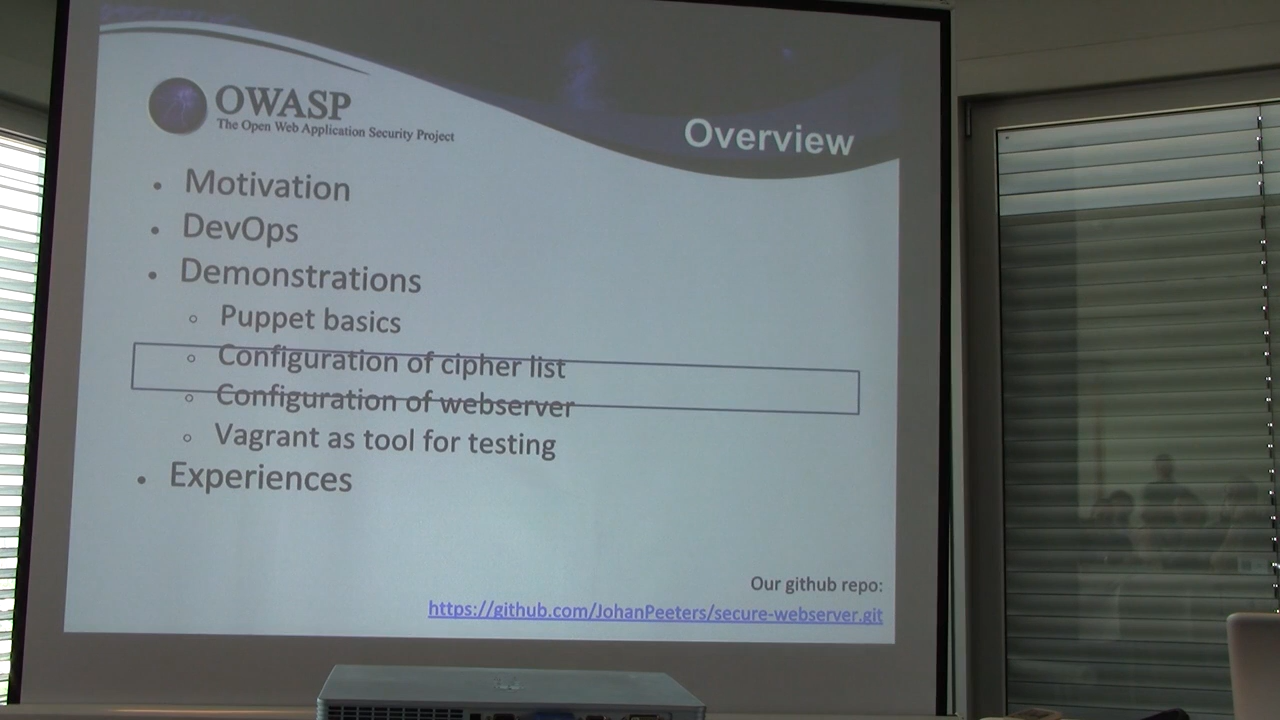 OWASP
The Open Web Application Security Project
Overview
Motivation
DevOps
Demonstrations
Puppet basics
Configuration of cipher list
Configuration of webserver
Vagrant as tool for testing
Experiences
Our github repo:
https://github.com/JohanPeeters/secure-webserver.git